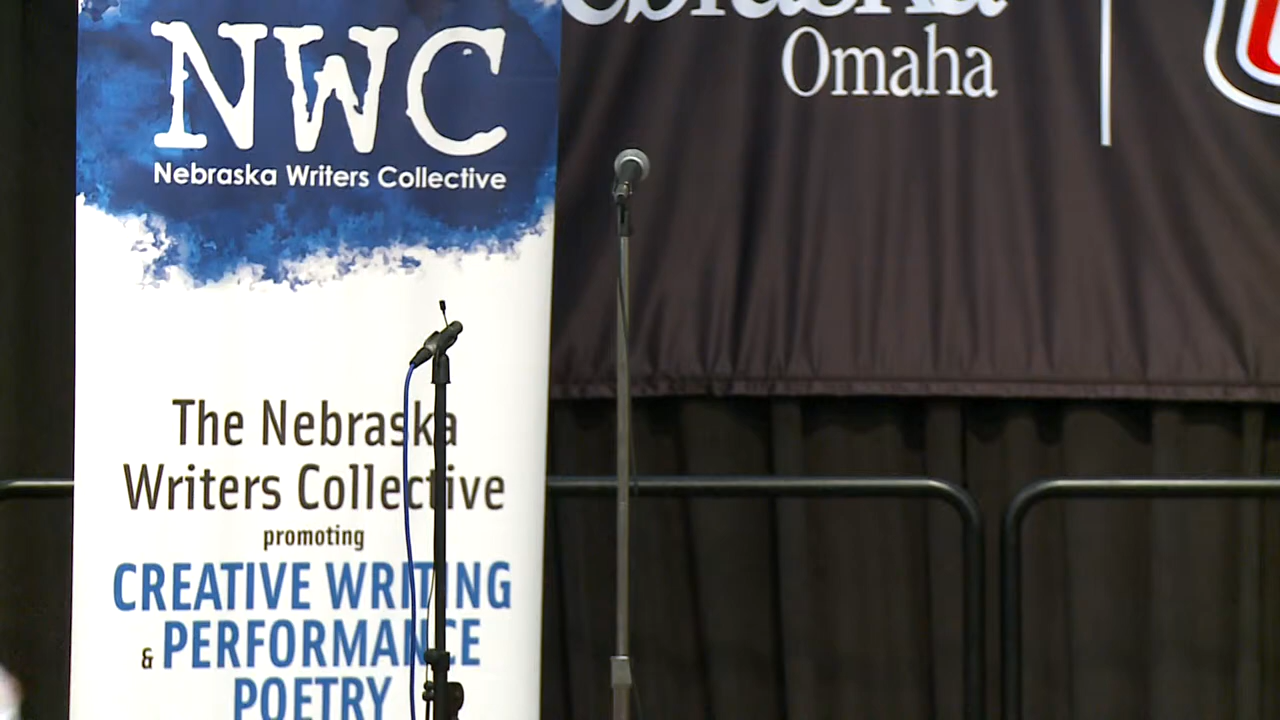 NWC
Nebraska Writers Collective
The Nebraska
Writers Collective
promoting
CREATIVE WRITING
& PERFORMANCE
POETRY
Omaha